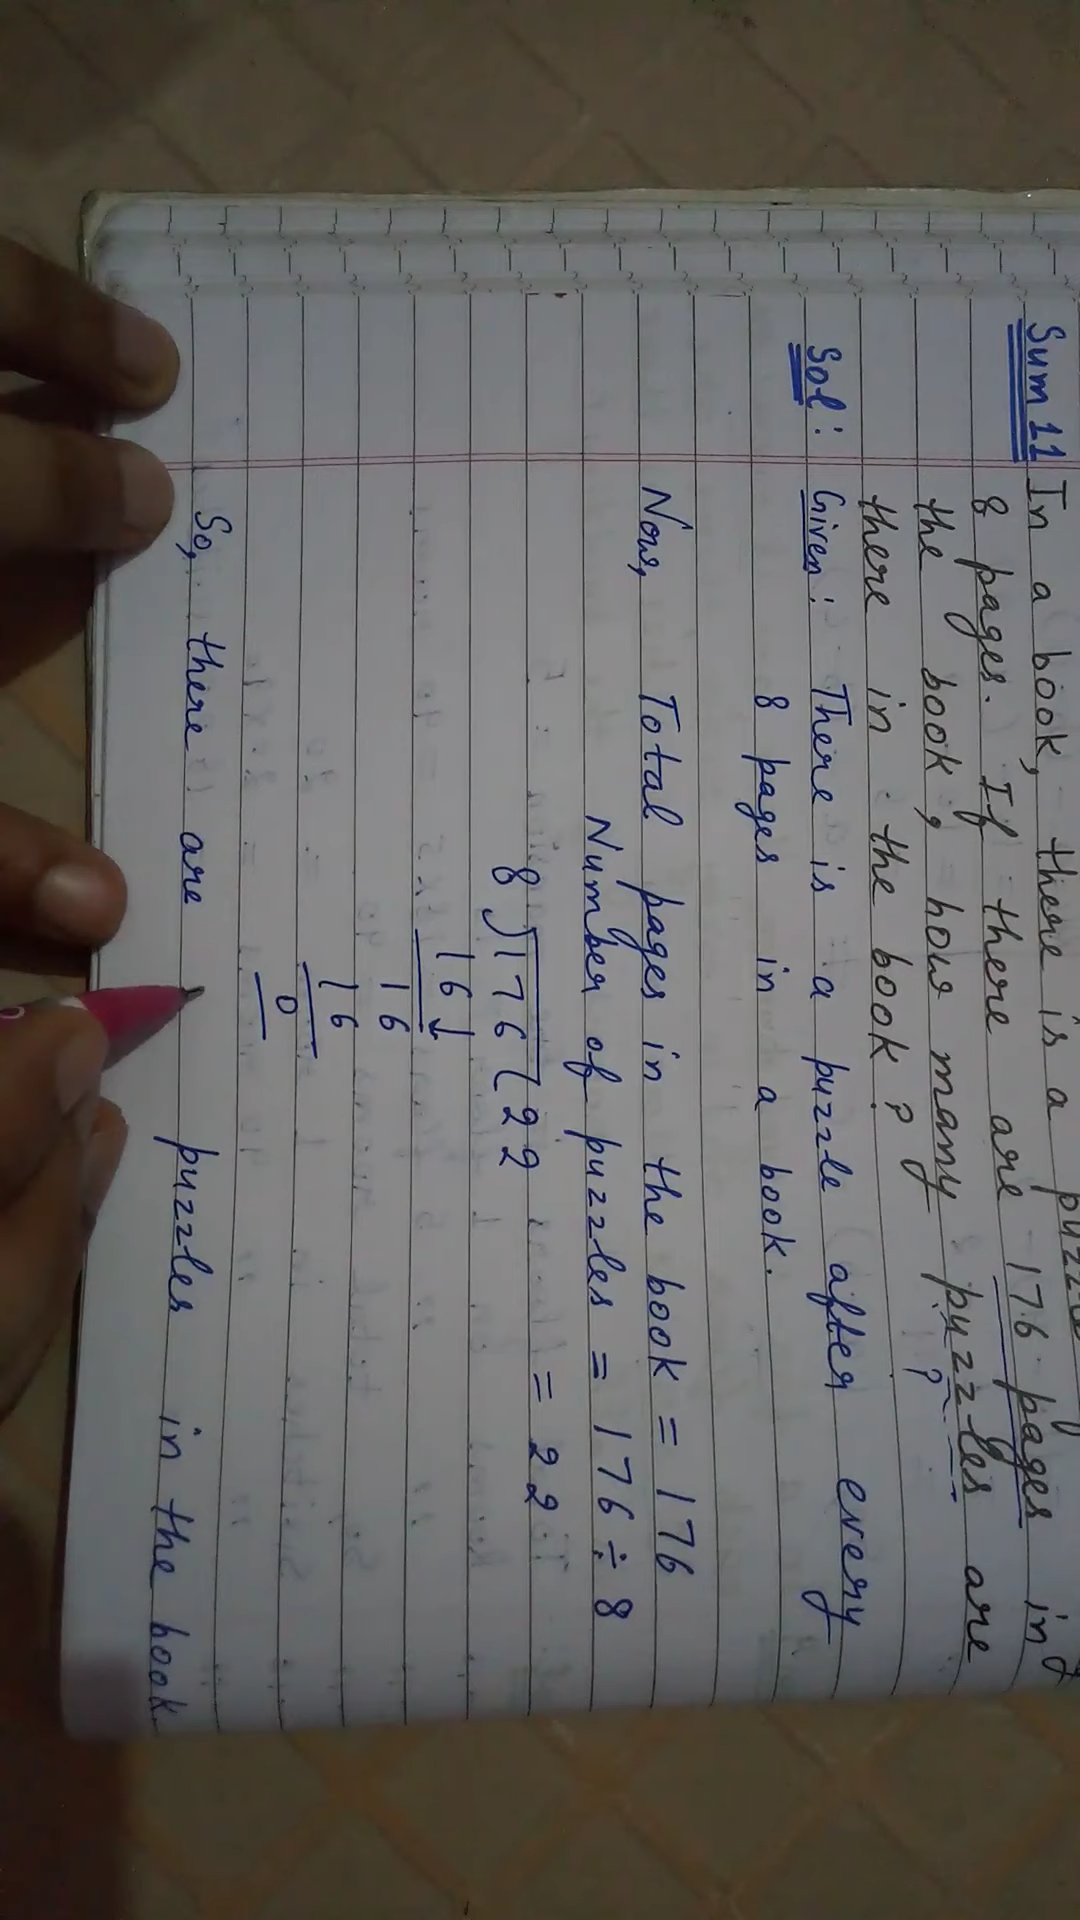 Sum 11 In a book, there is a puzzle
8 pages. If there are 176 pages in
the book, how many puzzles are
there in the book ?
?
Sol: Given: There is a puzzle after every
8 pages in a book.
Now, Total pages in the book = 176
Number of puzzles = 176 ÷ 8
8)176(22 = 22
16↓
16
16
0
So, there are puzzles in the book